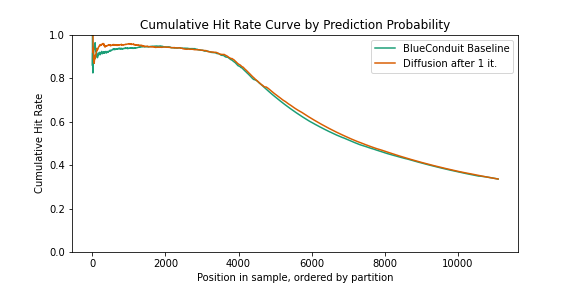 Cumulative Hit Rate Curve by Prediction Probability
BlueConduit Baseline
Diffusion after 1 it.
Cumulative Hit Rate
1.0
0.8
0.6
0.4
0.2
0.0
0 2000 4000 6000 8000 10000
Position in sample, ordered by partition